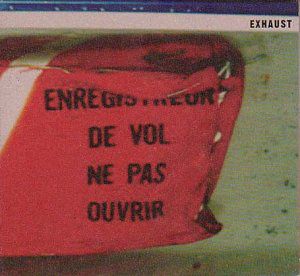 EXHAUST
ENREGISTREUR
DE VOL
NE PAS
OUVRIR